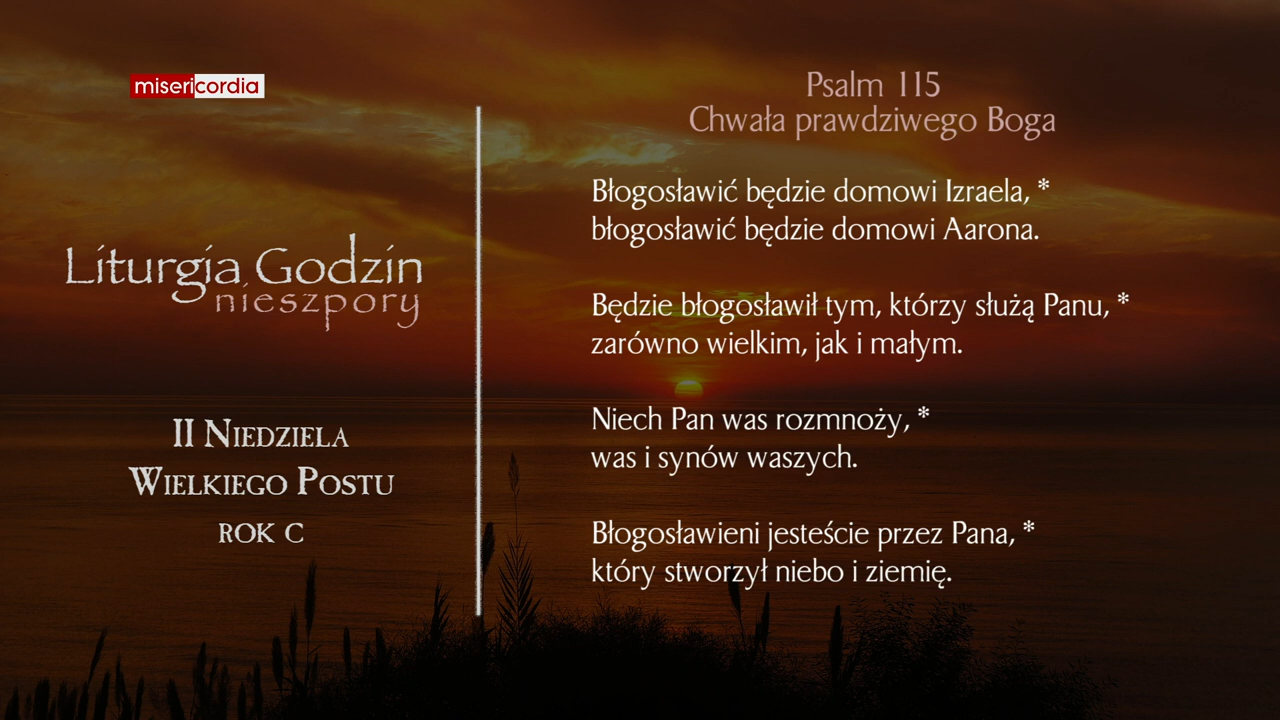 misericordia
Liturgia Godzin
nieszpory
II Niedziela
Wielkiego Postu
rok C
Psalm 115
Chwała prawdziwego Boga
Błogosławić będzie domowi Izraela, *
błogosławić będzie domowi Aarona.
Będzie błogosławił tym, którzy służą Panu, *
zarówno wielkim, jak i małym.
Niech Pan was rozmnoży, *
was i synów waszych.
Błogosławieni jesteście przez Pana, *
który stworzył niebo i ziemię.